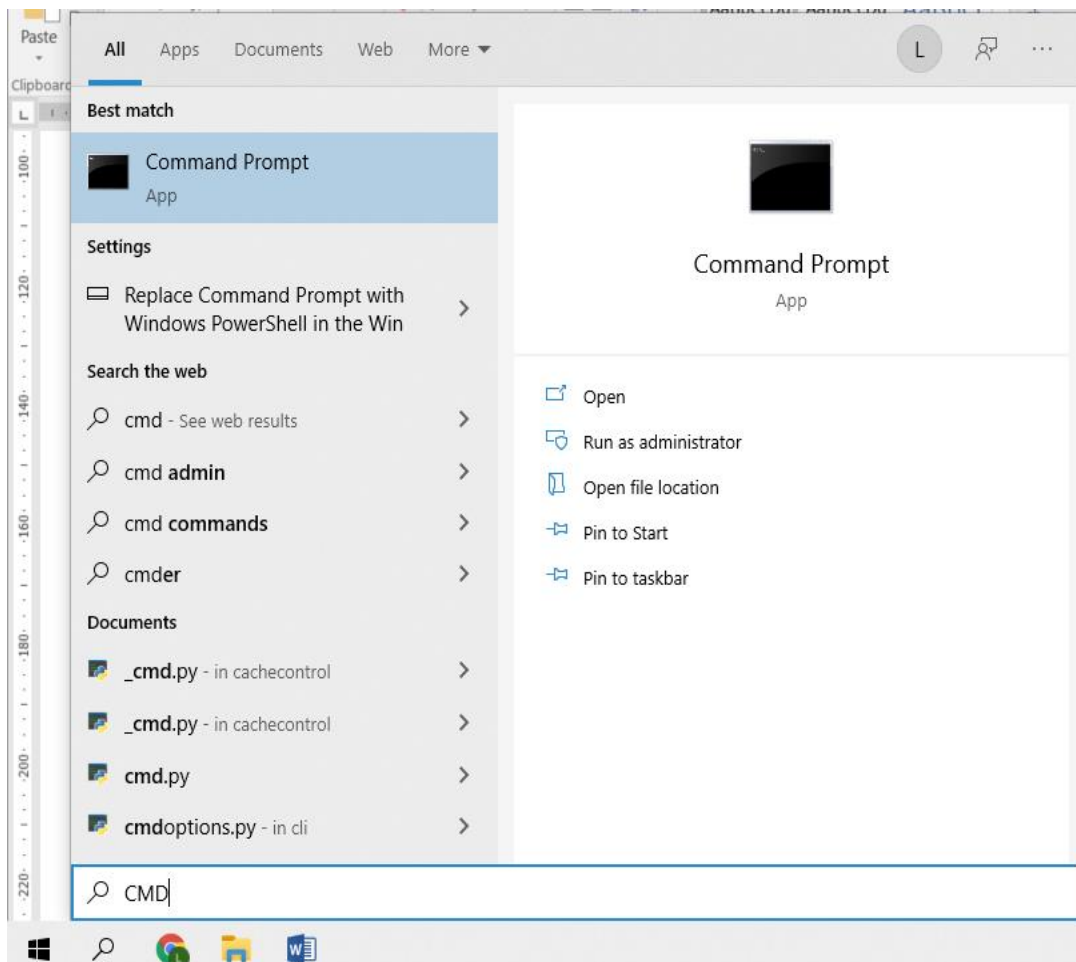 Paste
Clipboard
All Apps Documents Web More
L
Best match
Command Prompt
App
Settings
Replace Command Prompt with
Windows PowerShell in the Win
Search the web
cmd - See web results
cmd admin
cmd commands
cmder
Documents
_cmd.py - in cachecontrol
_cmd.py - in cachecontrol
cmd.py
cmdoptions.py - in cli
Command Prompt
App
Open
Run as administrator
Open file location
Pin to Start
Pin to taskbar
L
100
120
140
160
180
200
220
CMD